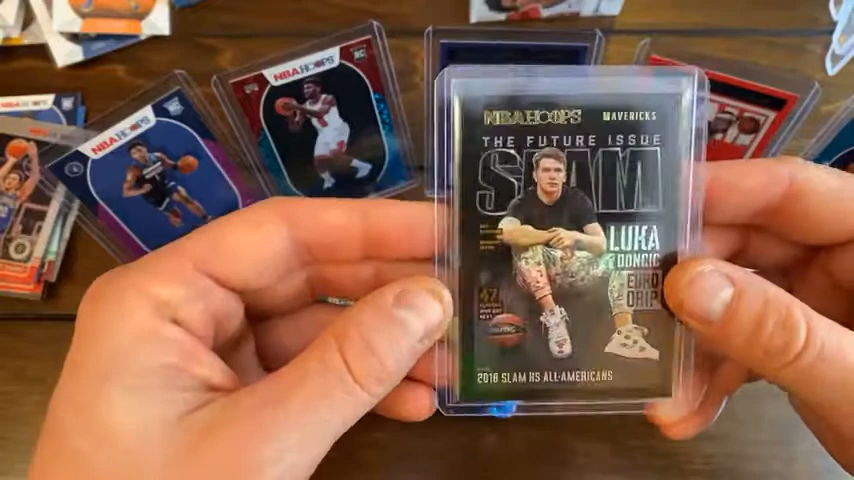 NBA HOOPS MAVERICKS
THE FUTURE ISSUE
SLAM
LUKA
DONCIC
EURO
DRIP
47
2018 SLAM HS ALL-AMERICANS
NBA HOOPS
RC
NBA HOOPS